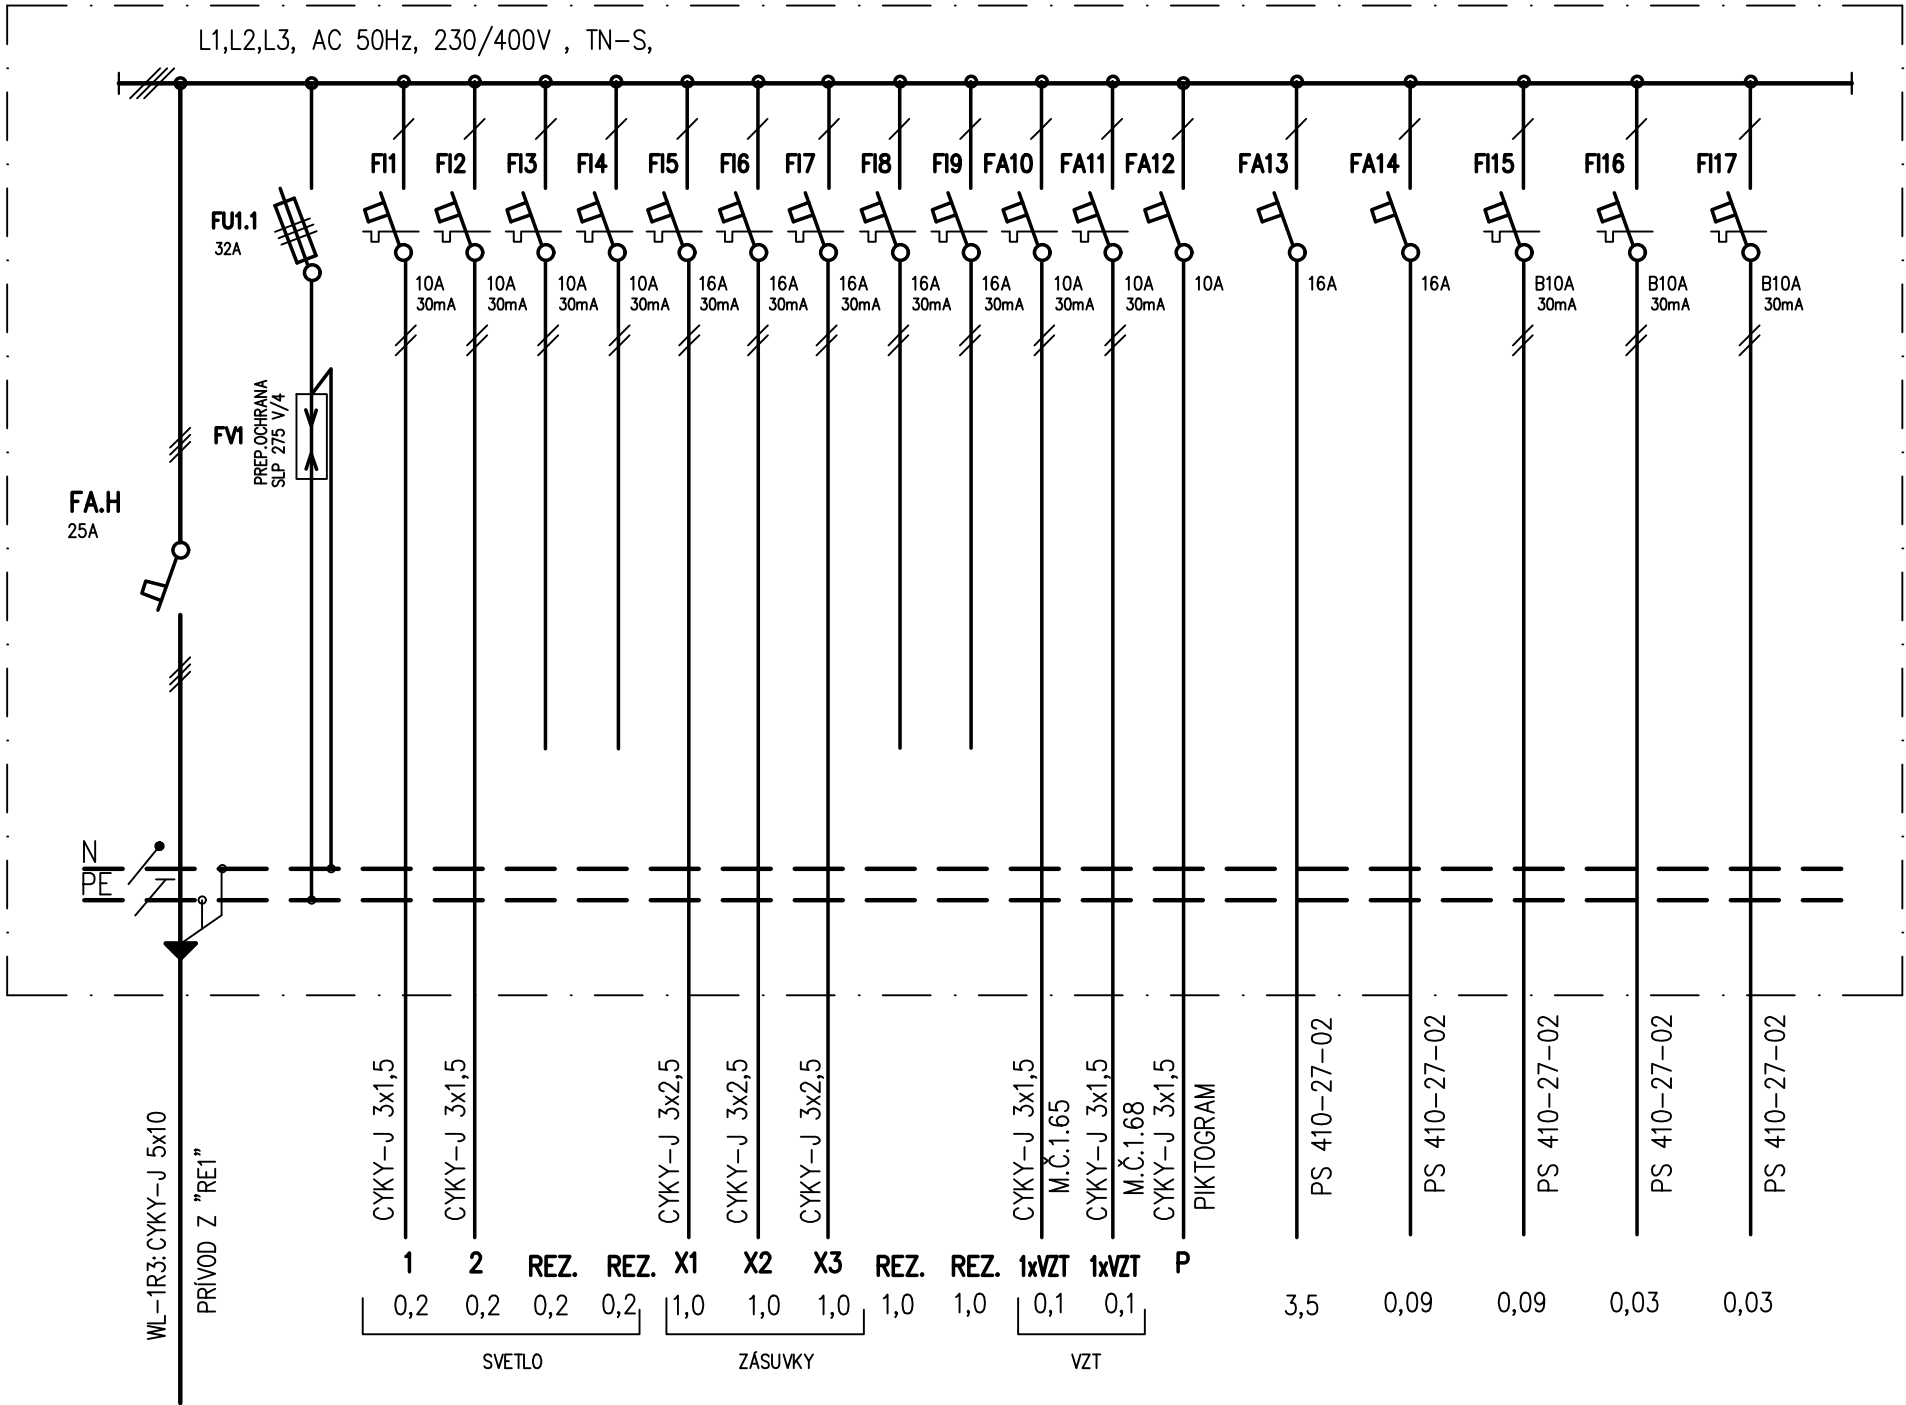 L1,L2,L3, AC 50Hz, 230/400V , TN-S,
FI1 FI2 FI3 FI4 FI5 FI6 FI7 FI8 FI9 FA10 FA11 FA12 FA13 FA14 FI15 FI16 FI17
FU1.1
32A
10A 10A 10A 10A 16A 16A 16A 16A 16A 10A 10A 10A 16A 16A B10A B10A B10A
30mA 30mA 30mA 30mA 30mA 30mA 30mA 30mA 30mA 30mA 30mA 30mA 30mA 30mA
FV1
PREP.OCHRANA
SLP 275 V/4
FA.H
25A
N
PE
WL-1R3:CYKY-J 5x10
PRÍVOD Z "RE1"
CYKY-J 3x1,5
CYKY-J 3x1,5
CYKY-J 3x2,5
CYKY-J 3x2,5
CYKY-J 3x2,5
CYKY-J 3x1,5
M.Č.1.65
CYKY-J 3x1,5
M.Č.1.68
CYKY-J 3x1,5
PIKTOGRAM
PS 410-27-02
PS 410-27-02
PS 410-27-02
PS 410-27-02
PS 410-27-02
1 2 REZ. REZ. X1 X2 X3 REZ. REZ. 1xVZT 1xVZT P
0,2 0,2 0,2 0,2 1,0 1,0 1,0 1,0 1,0 0,1 0,1 3,5 0,09 0,09 0,03 0,03
SVETLO ZÁSUVKY VZT